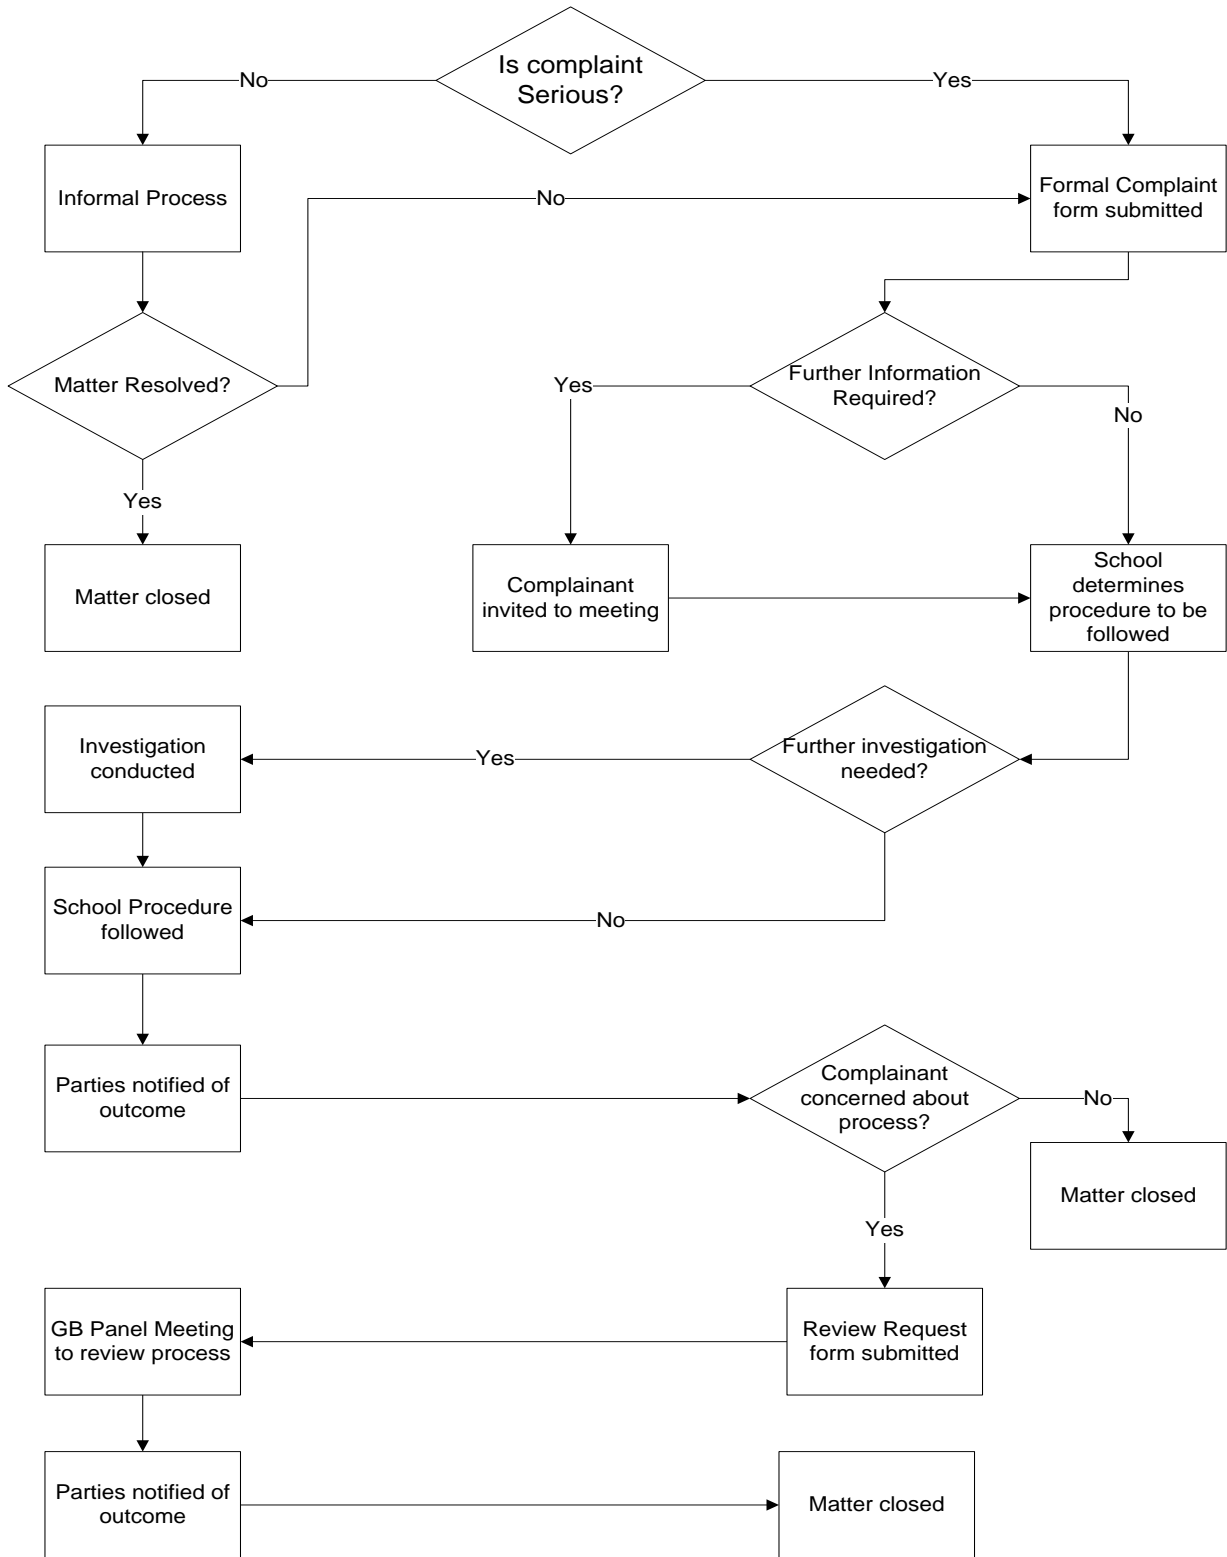 Is complaint
Serious?
No
Yes
Informal Process
No
Formal Complaint
form submitted
Matter Resolved?
Yes
Further Information
Required?
No
Yes
Matter closed
Complainant
invited to meeting
School
determines
procedure to be
followed
Investigation
conducted
Yes
Further investigation
needed?
School Procedure
followed
No
Parties notified of
outcome
Complainant
concerned about
process?
No
Matter closed
Yes
GB Panel Meeting
to review process
Review Request
form submitted
Parties notified of
outcome
Matter closed